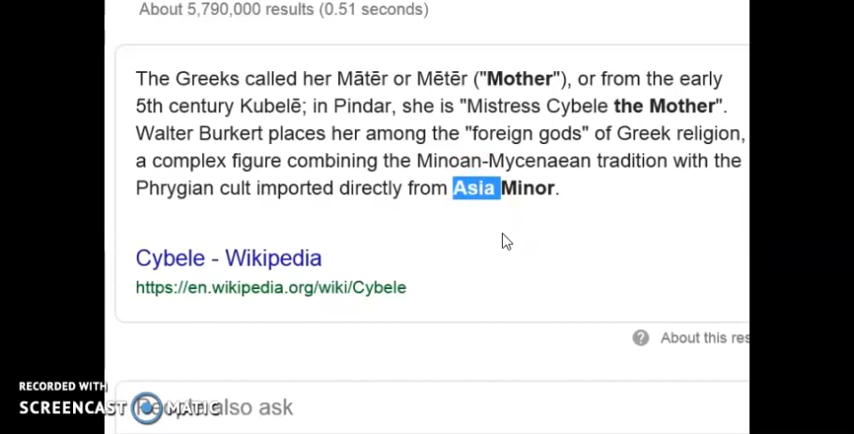 About 5,790,000 results (0.51 seconds)
The Greeks called her Mātēr or Mētēr ("Mother"), or from the early
5th century Kubelē; in Pindar, she is "Mistress Cybele the Mother".
Walter Burkert places her among the "foreign gods" of Greek religion,
a complex figure combining the Minoan-Mycenaean tradition with the
Phrygian cult imported directly from Asia Minor.
Cybele - Wikipedia
https://en.wikipedia.org/wiki/Cybele
About this res
RECORDED WITH
SCREENCAST MATIC
also ask